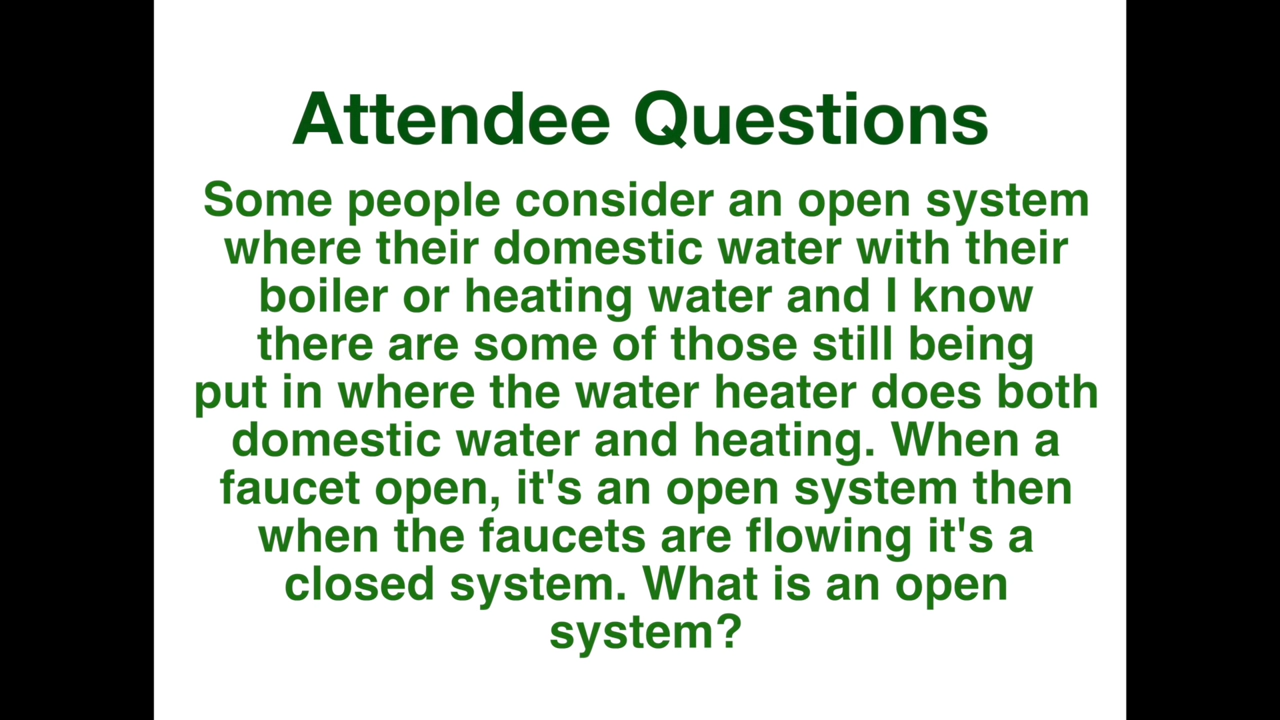 Attendee Questions
Some people consider an open system
where their domestic water with their
boiler or heating water and I know
there are some of those still being
put in where the water heater does both
domestic water and heating. When a
faucet open, it's an open system then
when the faucets are flowing it's a
closed system. What is an open
system?